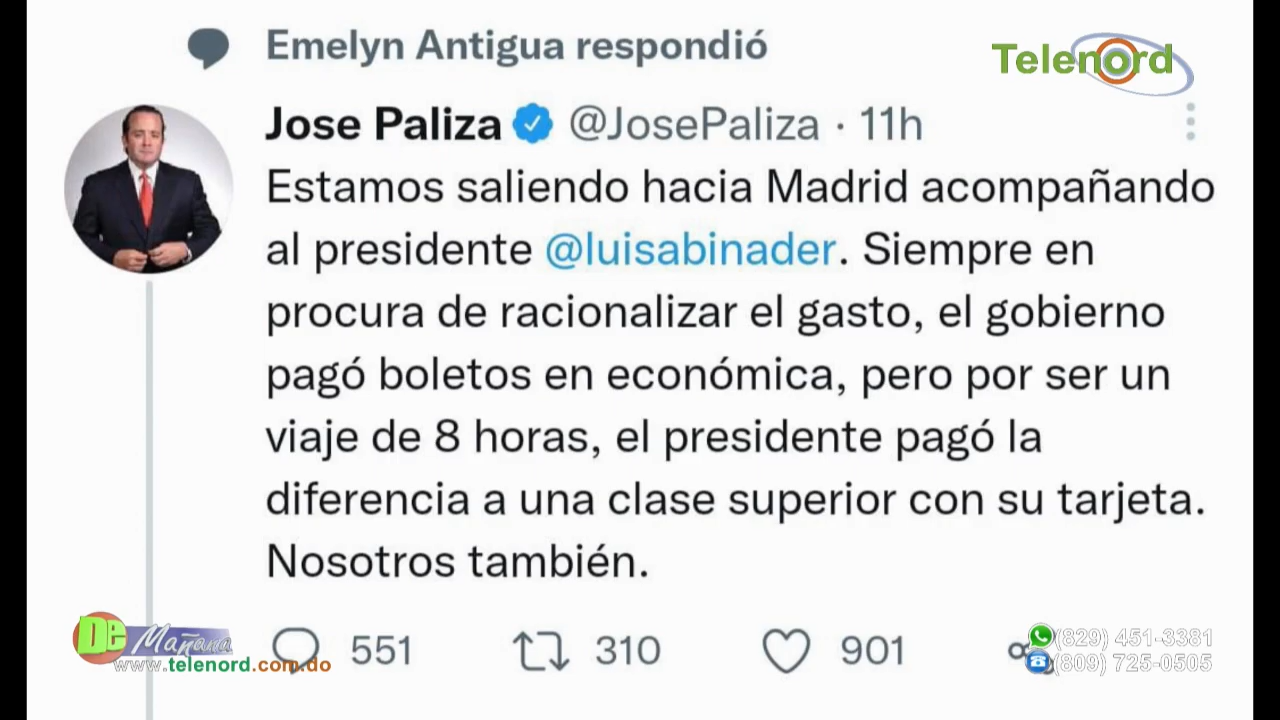 Emelyn Antigua respondió
Telenord
Jose Paliza @JosePaliza · 11h
Estamos saliendo hacia Madrid acompañando
al presidente @luisabinader. Siempre en
procura de racionalizar el gasto, el gobierno
pagó boletos en económica, pero por ser un
viaje de 8 horas, el presidente pagó la
diferencia a una clase superior con su tarjeta.
Nosotros también.
De Mañana
www.telenord.com.do
551 310 901
(829) 451-3381
(809) 725-0505